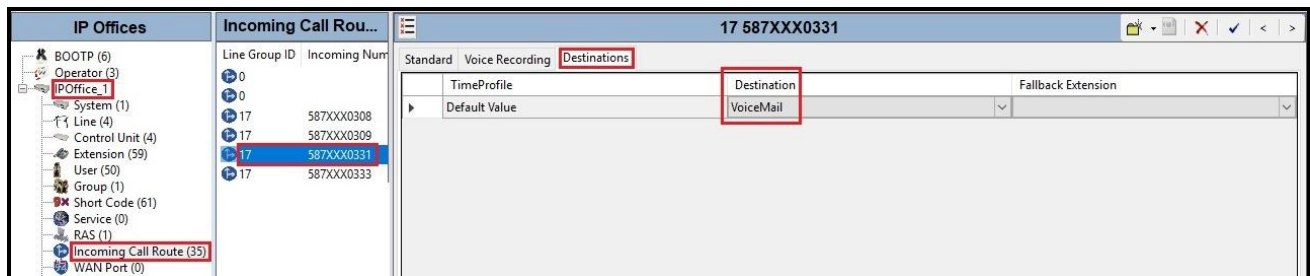 IP Offices
BOOTP (6)
Operator (3)
IPOffice_1
System (1)
Line (4)
Control Unit (4)
Extension (59)
User (50)
Group (1)
Short Code (61)
Service (0)
RAS (1)
Incoming Call Route (35)
WAN Port (0)
Incoming Call Rou...
Line Group ID Incoming Num
0
0
17 587XXX0308
17 587XXX0309
17 587XXX0331
17 587XXX0333
17 587XXX0331
Standard Voice Recording Destinations
TimeProfile Destination Fallback Extension
Default Value VoiceMail